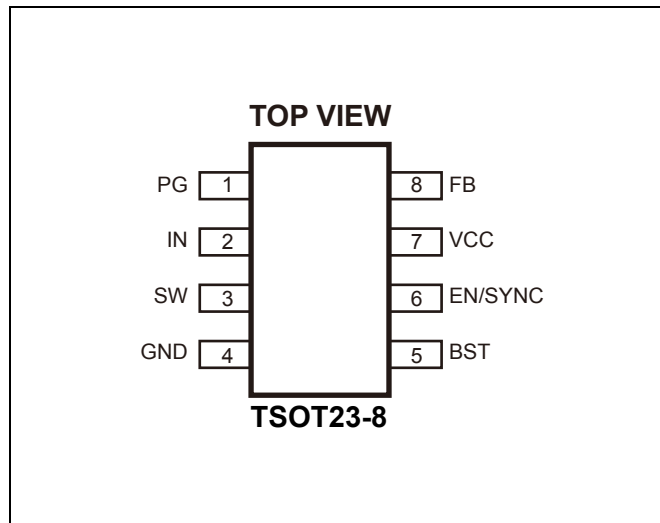 TOP VIEW
PG 1 8 FB
IN 2 7 VCC
SW 3 6 EN/SYNC
GND 4 5 BST
TSOT23-8